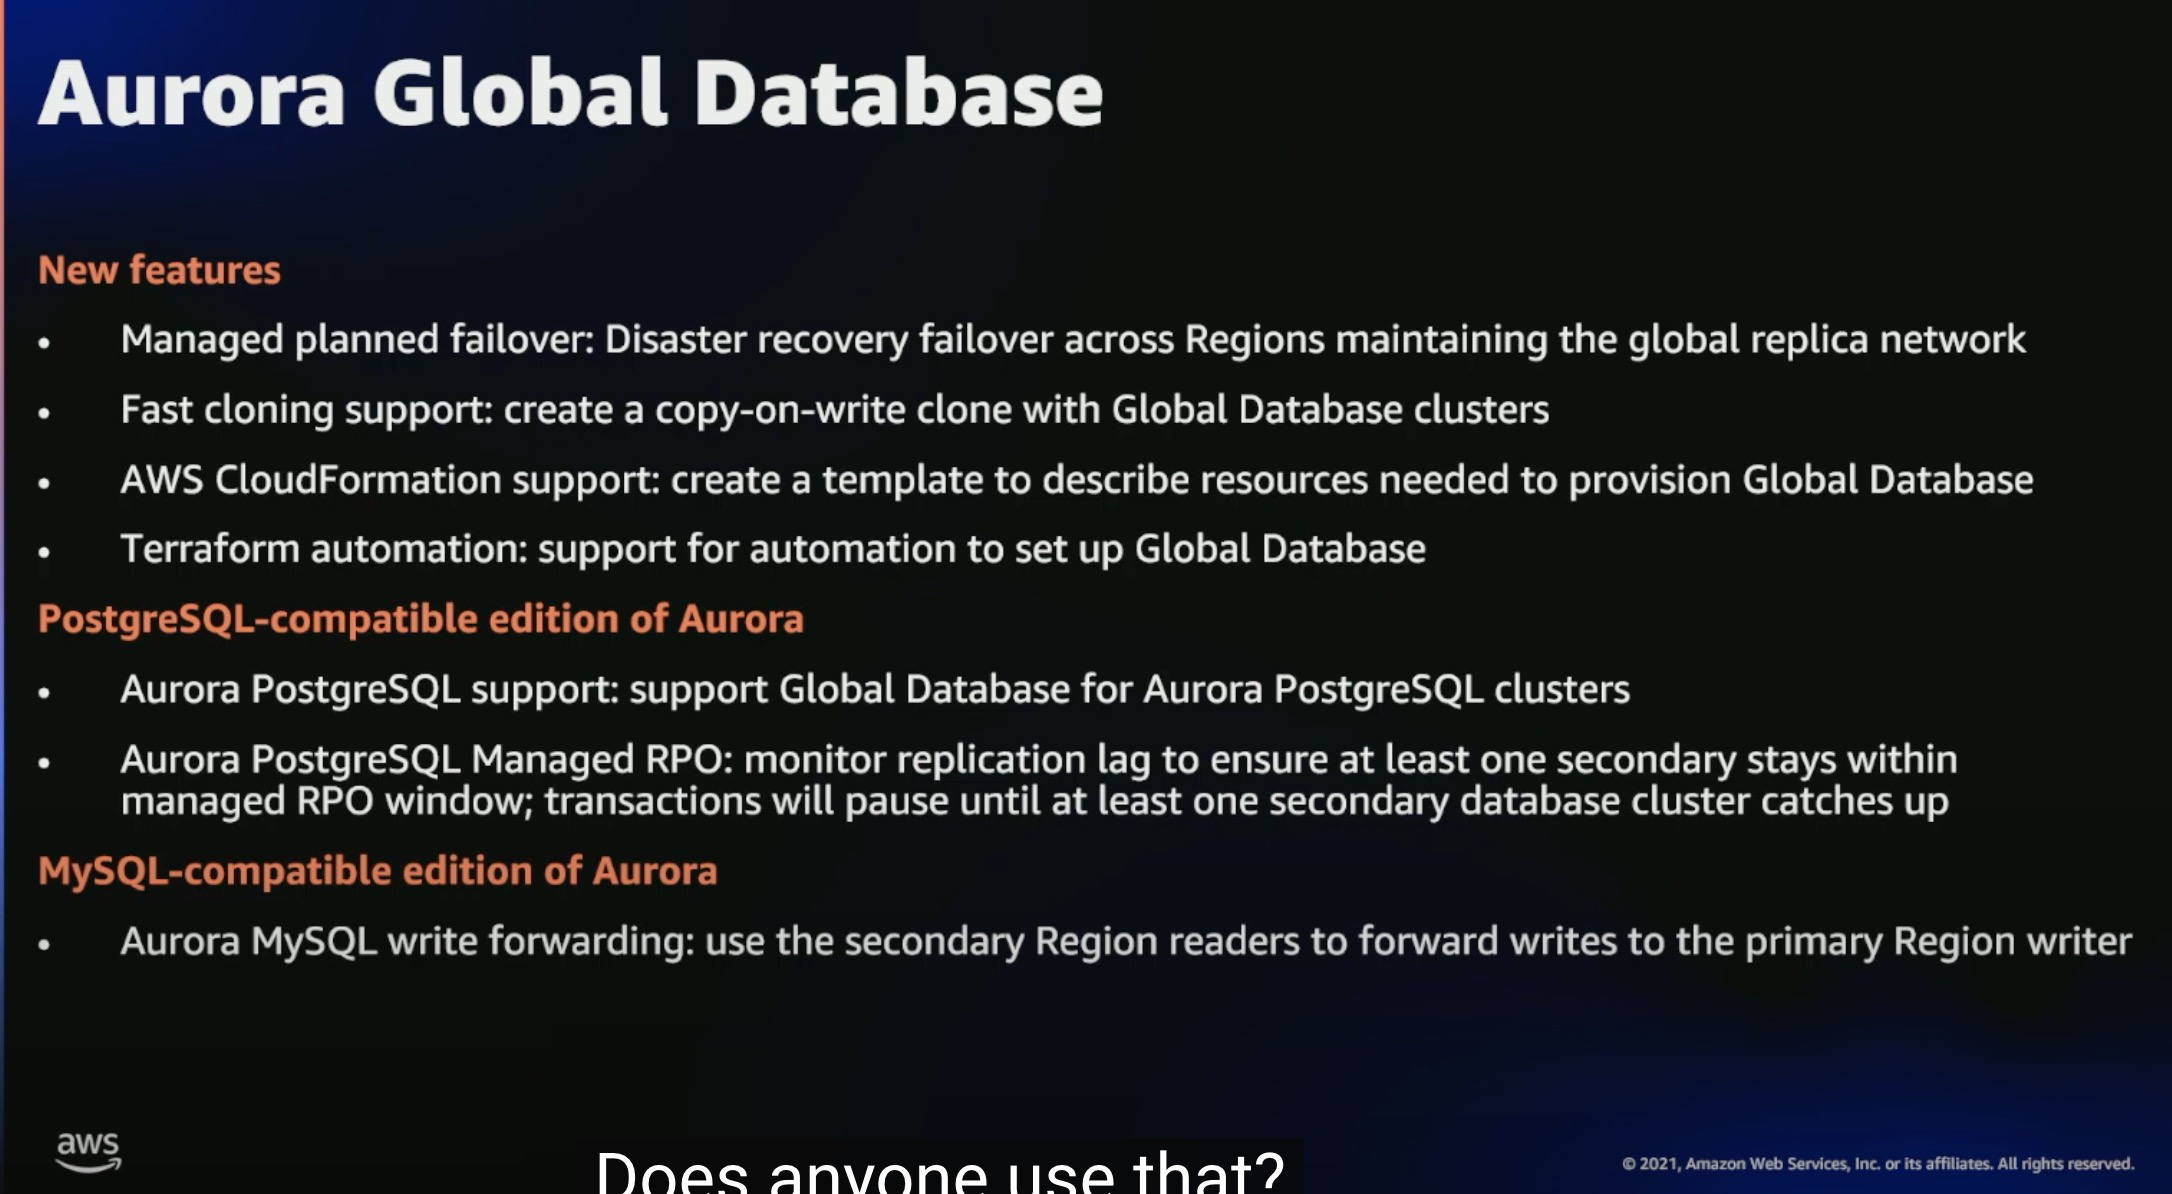 Aurora Global Database
New features
• Managed planned failover: Disaster recovery failover across Regions maintaining the global replica network
• Fast cloning support: create a copy-on-write clone with Global Database clusters
• AWS CloudFormation support: create a template to describe resources needed to provision Global Database
• Terraform automation: support for automation to set up Global Database
PostgreSQL-compatible edition of Aurora
• Aurora PostgreSQL support: support Global Database for Aurora PostgreSQL clusters
• Aurora PostgreSQL Managed RPO: monitor replication lag to ensure at least one secondary stays within
managed RPO window; transactions will pause until at least one secondary database cluster catches up
MySQL-compatible edition of Aurora
• Aurora MySQL write forwarding: use the secondary Region readers to forward writes to the primary Region writer
aws
© 2021, Amazon Web Services, Inc. or its affiliates. All rights reserved.
Does anyone use that?